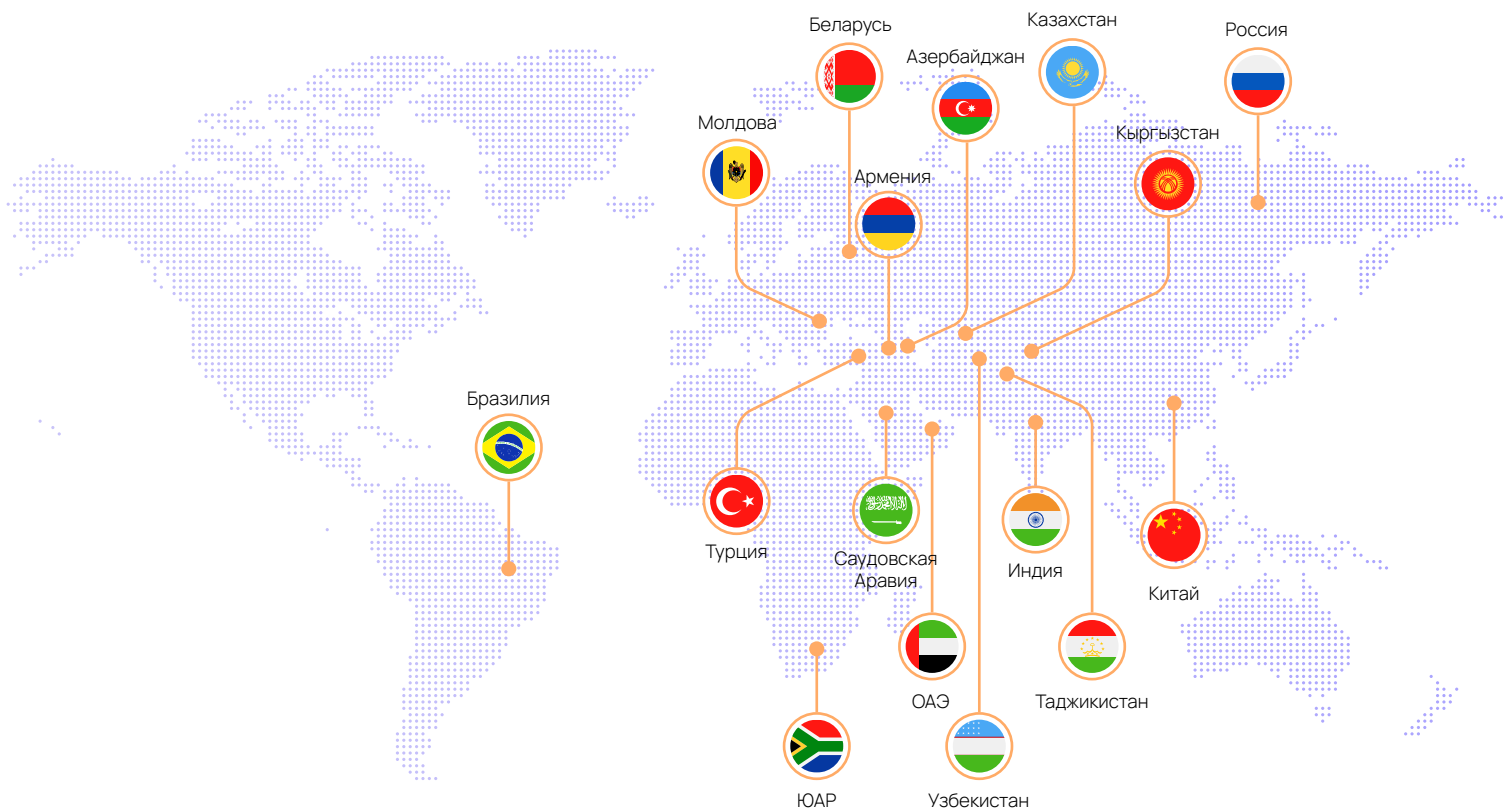 Казахстан
Беларусь
Россия
Азербайджан
Молдова
Кыргызстан
Армения
Бразилия
Турция
Саудовская
Аравия
Индия
Китай
ОАЭ
Таджикистан
ЮАР
Узбекистан